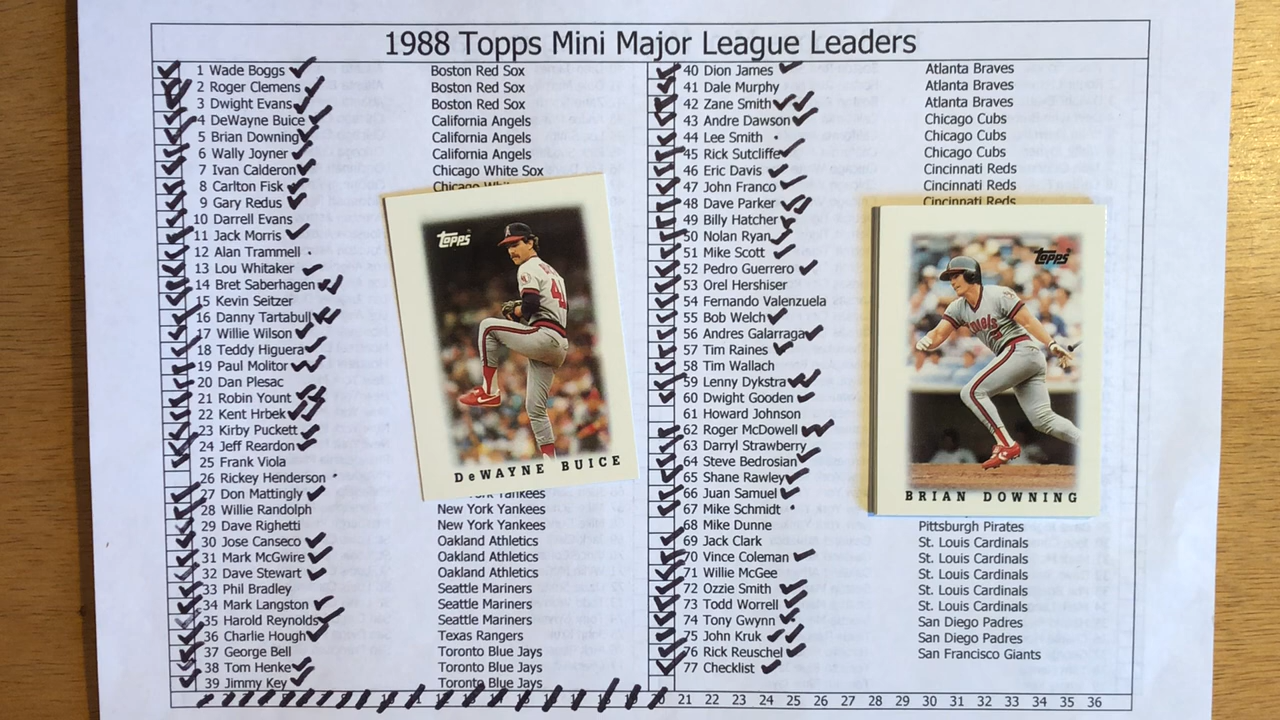 1988 Topps Mini Major League Leaders
1 Wade Boggs Boston Red Sox
2 Roger Clemens Boston Red Sox
3 Dwight Evans Boston Red Sox
4 DeWayne Buice California Angels
5 Brian Downing California Angels
6 Wally Joyner California Angels
7 Ivan Calderon Chicago White Sox
8 Carlton Fisk Chicago
9 Gary Redus
10 Darrell Evans
11 Jack Morris
12 Alan Trammell
13 Lou Whitaker
14 Bret Saberhagen
15 Kevin Seitzer
16 Danny Tartabull
17 Willie Wilson
18 Teddy Higuera
19 Paul Molitor
20 Dan Plesac
21 Robin Yount
22 Kent Hrbek
23 Kirby Puckett
24 Jeff Reardon
25 Frank Viola
26 Rickey Henderson
27 Don Mattingly Yankees
28 Willie Randolph New York Yankees
29 Dave Righetti New York Yankees
30 Jose Canseco Oakland Athletics
31 Mark McGwire Oakland Athletics
32 Dave Stewart Oakland Athletics
33 Phil Bradley Seattle Mariners
34 Mark Langston Seattle Mariners
35 Harold Reynolds Seattle Mariners
36 Charlie Hough Texas Rangers
37 George Bell Toronto Blue Jays
38 Tom Henke Toronto Blue Jays
39 Jimmy Key Toronto Blue Jays
40 Dion James Atlanta Braves
41 Dale Murphy Atlanta Braves
42 Zane Smith Atlanta Braves
43 Andre Dawson Chicago Cubs
44 Lee Smith Chicago Cubs
45 Rick Sutcliffe Chicago Cubs
46 Eric Davis Cincinnati Reds
47 John Franco Cincinnati Reds
48 Dave Parker Cincinnati Reds
49 Billy Hatcher
50 Nolan Ryan
51 Mike Scott
52 Pedro Guerrero
53 Orel Hershiser
54 Fernando Valenzuela
55 Bob Welch
56 Andres Galarraga
57 Tim Raines
58 Tim Wallach
59 Lenny Dykstra
60 Dwight Gooden
61 Howard Johnson
62 Roger McDowell
63 Darryl Strawberry
64 Steve Bedrosian
65 Shane Rawley
66 Juan Samuel
67 Mike Schmidt
68 Mike Dunne Pittsburgh Pirates
69 Jack Clark St. Louis Cardinals
70 Vince Coleman St. Louis Cardinals
71 Willie McGee St. Louis Cardinals
72 Ozzie Smith St. Louis Cardinals
73 Todd Worrell St. Louis Cardinals
74 Tony Gwynn San Diego Padres
75 John Kruk San Diego Padres
76 Rick Reuschel San Francisco Giants
77 Checklist
21 22 23 24 25 26 27 28 29 30 31 32 33 34 35 36
Topps
DeWAYNE BUICE
Topps
BRIAN DOWNING